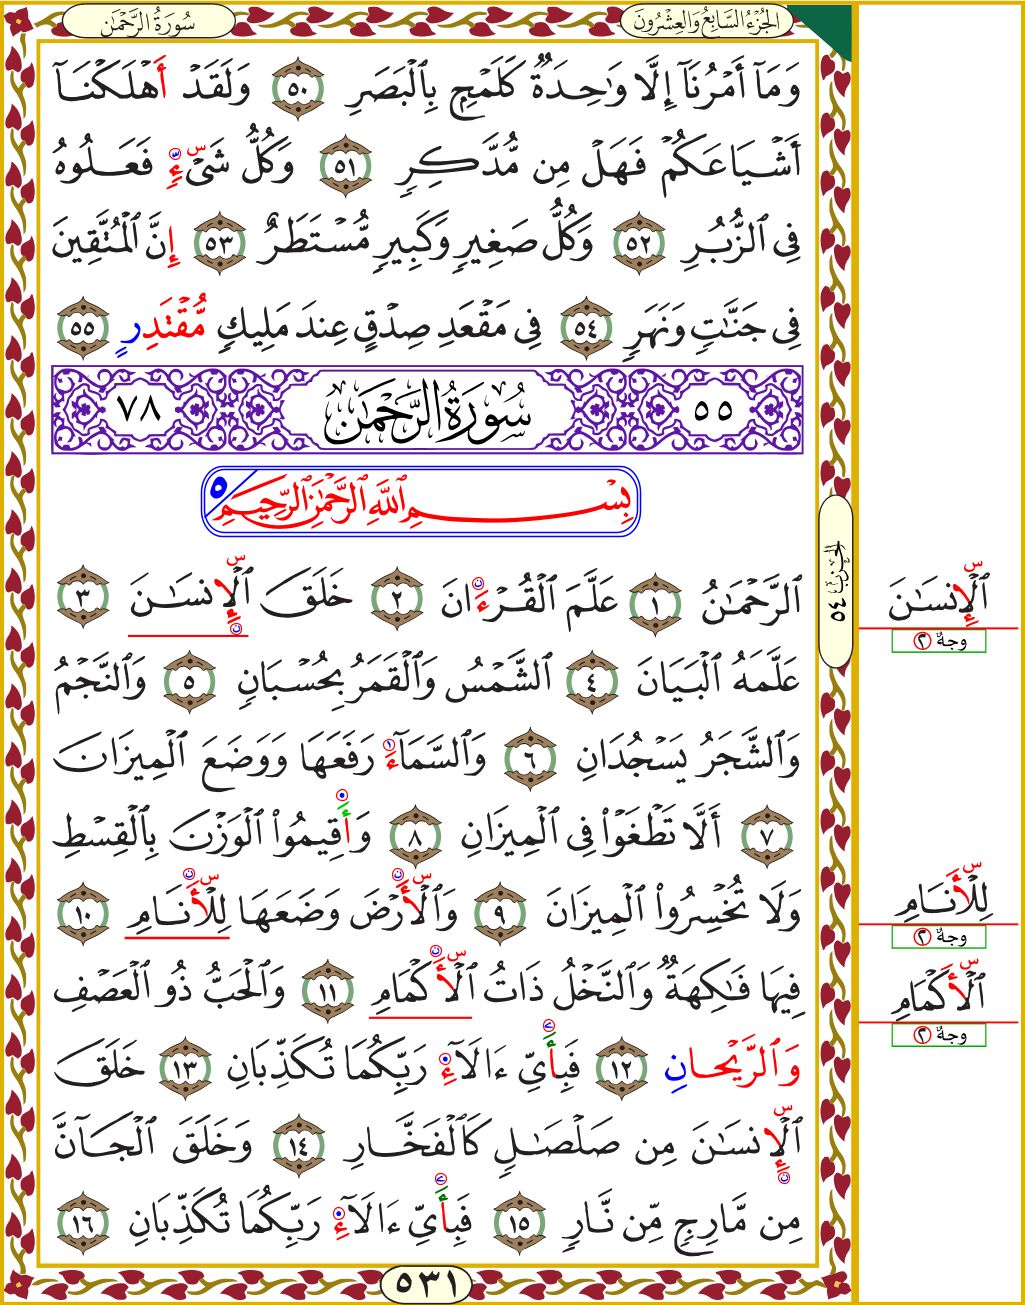 الجُزْءُ السَّابِعُ وَالعِشْرُونَ
سُورَةُ الرَّحْمٰن
وَمَآ أَمْرُنَآ إِلَّا وَٰحِدَةٌ كَلَمْحٍۭ بِٱلْبَصَرِ ٥٠ وَلَقَدْ أَهْلَكْنَآ
أَشْيَاعَكُمْ فَهَلْ مِن مُّدَّكِرٍ ٥١ وَكُلُّ شَىْءٍ فَعَلُوهُ
فِى ٱلزُّبُرِ ٥٢ وَكُلُّ صَغِيرٍ وَكَبِيرٍ مُّسْتَطَرٌ ٥٣ إِنَّ ٱلْمُتَّقِينَ
فِى جَنَّٰتٍ وَنَهَرٍ ٥٤ فِى مَقْعَدِ صِدْقٍ عِندَ مَلِيكٍ مُّقْتَدِرٍۭ ٥٥
٥٥ سُورَةُ الرَّحْمٰن ٧٨
بِسْمِ ٱللَّهِ ٱلرَّحْمَٰنِ ٱلرَّحِيمِ ٥
ٱلرَّحْمَٰنُ ١ عَلَّمَ ٱلْقُرْءَانَ ٢ خَلَقَ ٱلْإِنسَٰنَ ٣
عَلَّمَهُ ٱلْبَيَانَ ٤ ٱلشَّمْسُ وَٱلْقَمَرُ بِحُسْبَانٍ ٥ وَٱلنَّجْمُ
وَٱلشَّجَرُ يَسْجُدَانِ ٦ وَٱلسَّمَآءَ رَفَعَهَا وَوَضَعَ ٱلْمِيزَانَ
٧ أَلَّا تَطْغَوْا۟ فِى ٱلْمِيزَانِ ٨ وَأَقِيمُوا۟ ٱلْوَزْنَ بِٱلْقِسْطِ
وَلَا تُخْسِرُوا۟ ٱلْمِيزَانَ ٩ وَٱلْأَرْضَ وَضَعَهَا لِلْأَنَامِ ١٠
فِيهَا فَٰكِهَةٌ وَٱلنَّخْلُ ذَاتُ ٱلْأَكْمَامِ ١١ وَٱلْحَبُّ ذُو ٱلْعَصْفِ
وَٱلرَّيْحَانِ ١٢ فَبِأَىِّ ءَالَآءِ رَبِّكُمَا تُكَذِّبَانِ ١٣ خَلَقَ
ٱلْإِنسَٰنَ مِن صَلْصَٰلٍ كَٱلْفَخَّارِ ١٤ وَخَلَقَ ٱلْجَآنَّ
مِن مَّارِجٍ مِّن نَّارٍ ١٥ فَبِأَىِّ ءَالَآءِ رَبِّكُمَا تُكَذِّبَانِ ١٦
٥٣١
الحزب ٥٤
ٱلْإِنسَٰنَ
وجهٌ ٢
لِلْأَنَامِ
وجهٌ ٢
ٱلْأَكْمَامِ
وجهٌ ٢